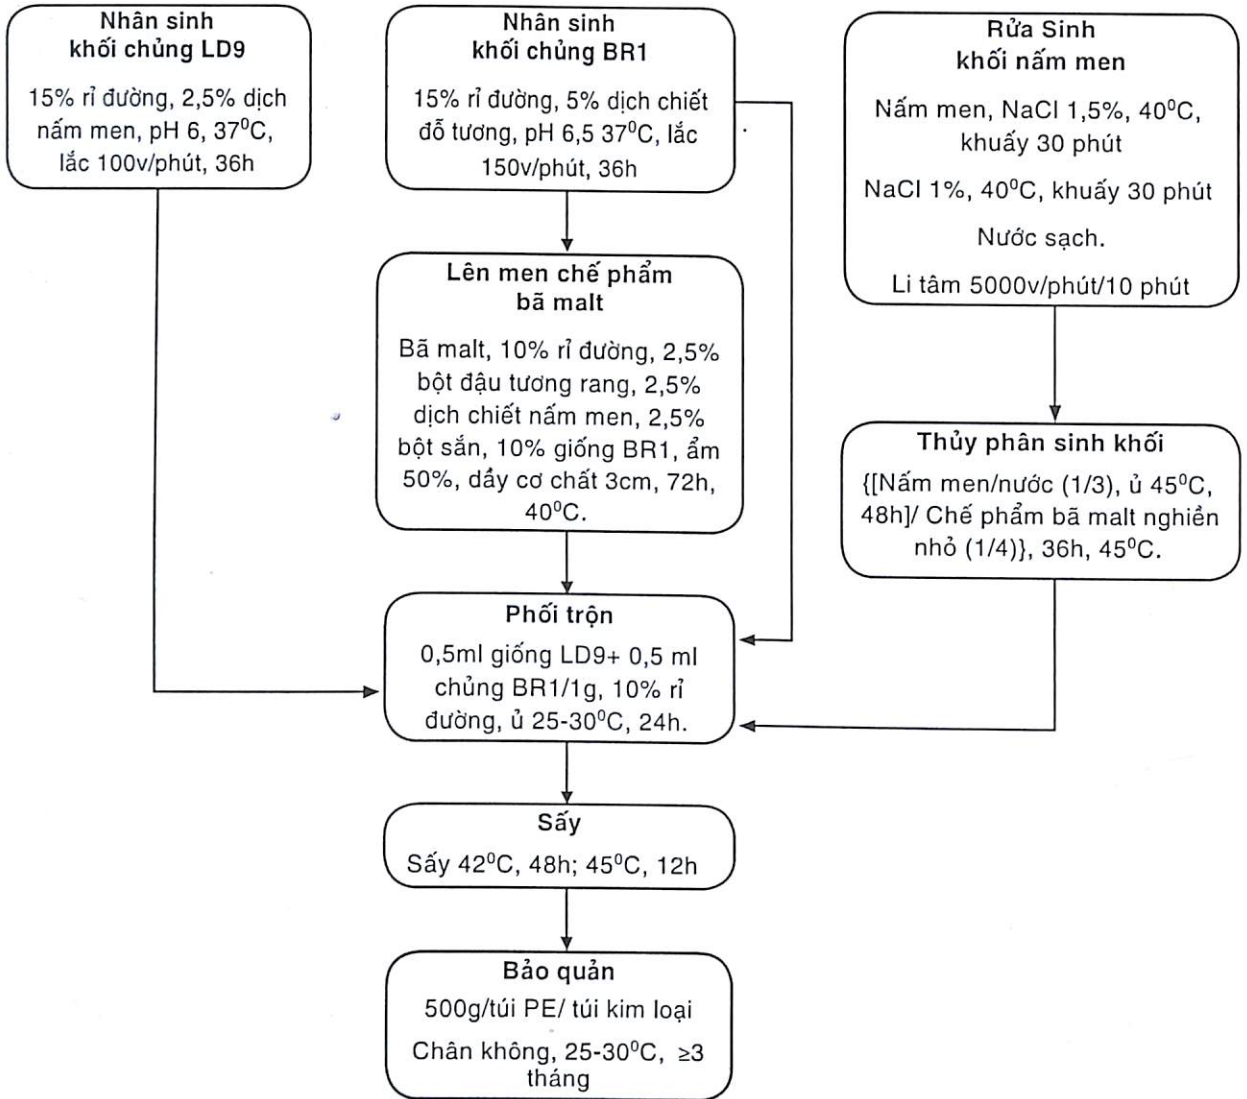 Nhân sinh
khối chủng LD9
15% rỉ đường, 2,5% dịch
nấm men, pH 6, 37⁰C,
lắc 100v/phút, 36h
Nhân sinh
khối chủng BR1
15% rỉ đường, 5% dịch chiết
đỗ tương, pH 6,5 37⁰C, lắc
150v/phút, 36h
Rửa Sinh
khối nấm men
Nấm men, NaCl 1,5%, 40⁰C,
khuấy 30 phút
NaCl 1%, 40⁰C, khuấy 30 phút
Nước sạch.
Li tâm 5000v/phút/10 phút
Lên men chế phẩm
bã malt
Bã malt, 10% rỉ đường, 2,5%
bột đậu tương rang, 2,5%
dịch chiết nấm men, 2,5%
bột sắn, 10% giống BR1, ẩm
50%, dầy cơ chất 3cm, 72h,
40⁰C.
Thủy phân sinh khối
{[Nấm men/nước (1/3), ủ 45⁰C,
48h]/ Chế phẩm bã malt nghiền
nhỏ (1/4)}, 36h, 45⁰C.
Phối trộn
0,5ml giống LD9+ 0,5 ml
chủng BR1/1g, 10% rỉ
đường, ủ 25-30⁰C, 24h.
Sấy
Sấy 42⁰C, 48h; 45⁰C, 12h
Bảo quản
500g/túi PE/ túi kim loại
Chân không, 25-30⁰C, ≥3
tháng